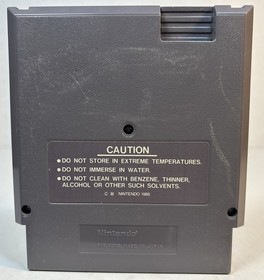 CAUTION
● DO NOT STORE IN EXTREME TEMPERATURES.
● DO NOT IMMERSE IN WATER.
● DO NOT CLEAN WITH BENZENE, THINNER,
ALCOHOL OR OTHER SUCH SOLVENTS.
NINTENDO 1985
Nintendo